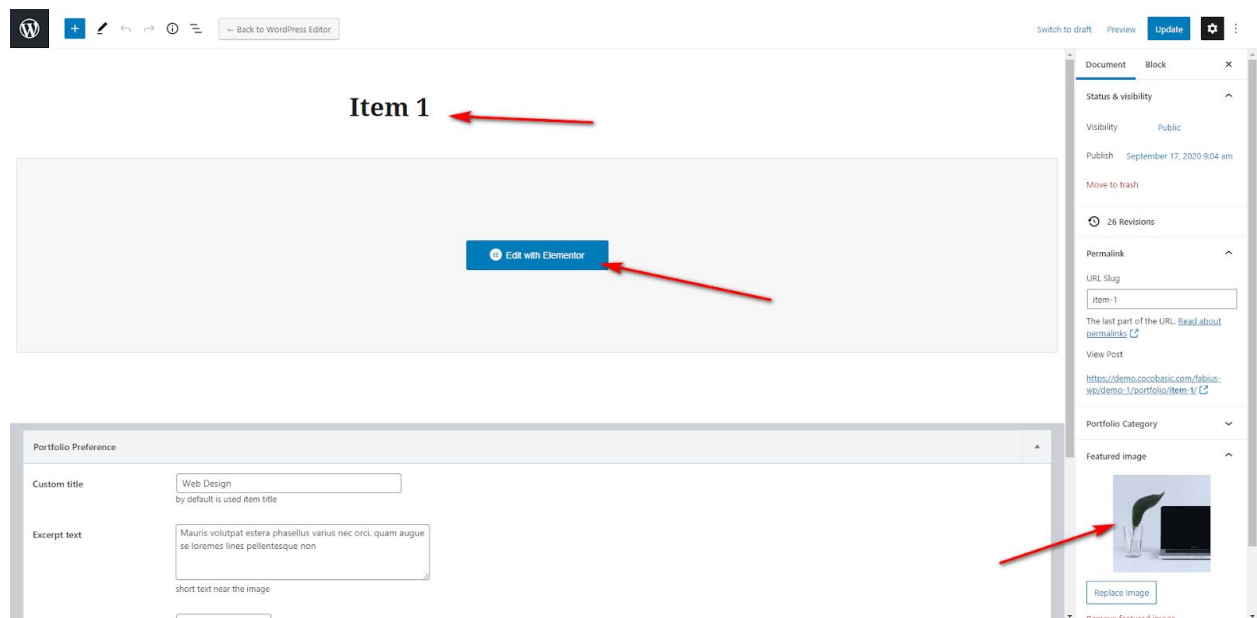 ← Back to WordPress Editor
Switch to draft Preview Update
Document Block
Item 1
Status & visibility
Visibility Public
Publish September 17, 2020 9:04 am
Move to trash
26 Revisions
Edit with Elementor
Permalink
URL Slug
item-1
The last part of the URL. Read about
permalinks
View Post
https://demo.cocobasic.com/fabius-
wp/demo-1/portfolio/item-1/
Portfolio Category
Featured image
Replace Image
Remove featured image
Portfolio Preference
Custom title
Web Design
by default is used item title
Excerpt text
Mauris volutpat estera phasellus varius nec orci, quam augue
se loremes lines pellentesque non
short text near the image